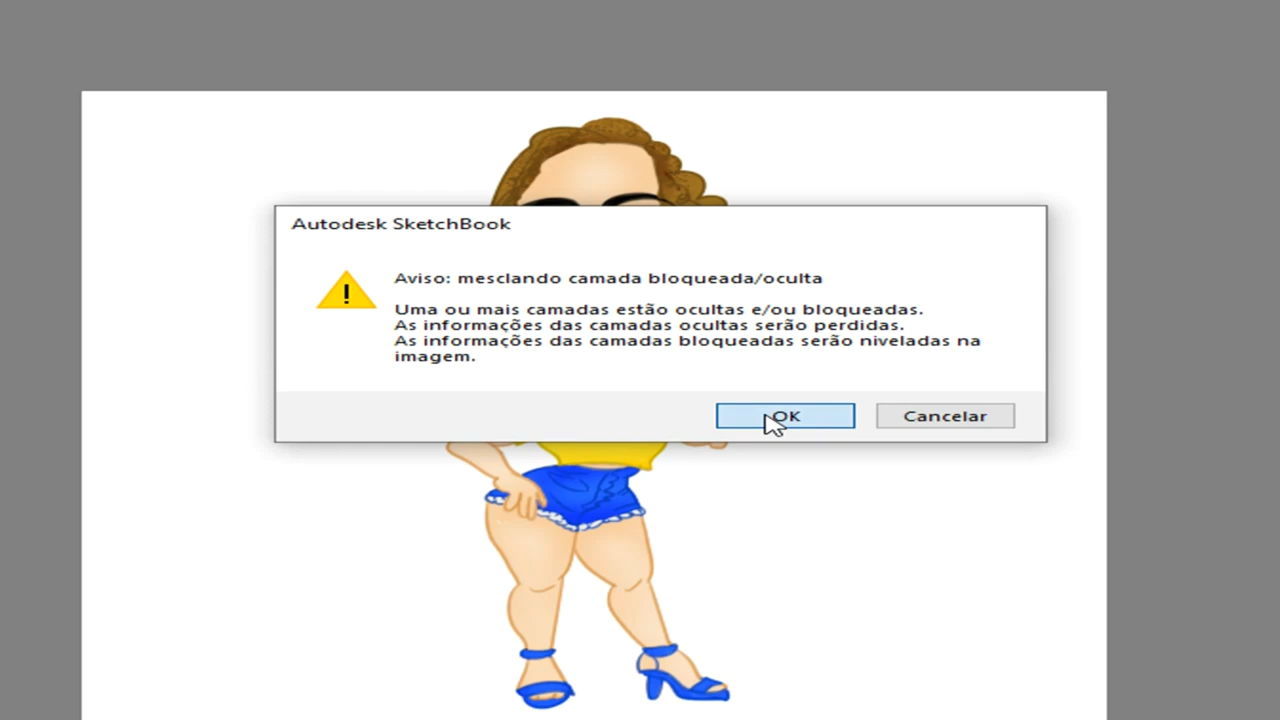 Autodesk SketchBook
Aviso: mesclando camada bloqueada/oculta
Uma ou mais camadas estão ocultas e/ou bloqueadas.
As informações das camadas ocultas serão perdidas.
As informações das camadas bloqueadas serão niveladas na
imagem.
OK
Cancelar